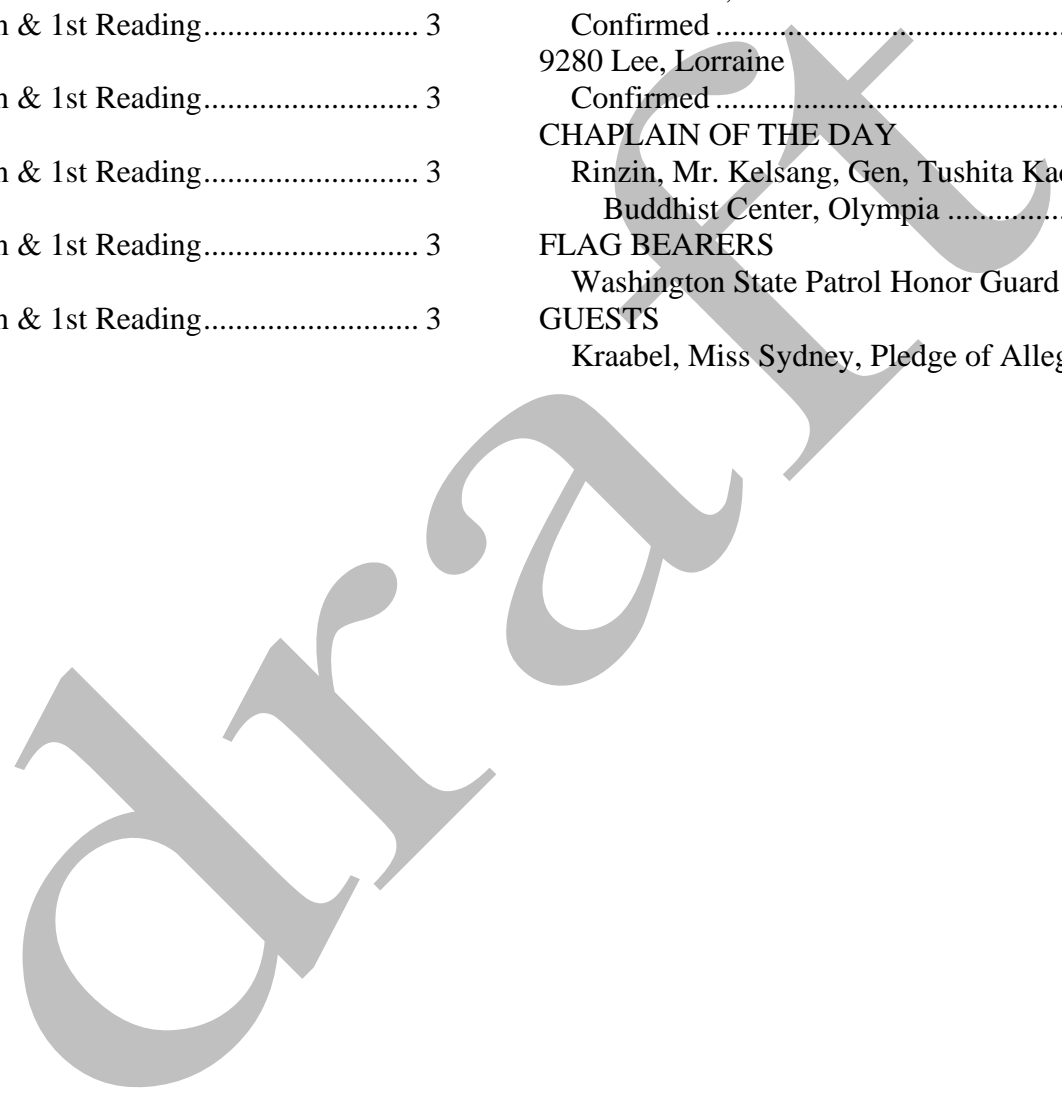 & 1st Reading.......................... 3
& 1st Reading.......................... 3
& 1st Reading.......................... 3
& 1st Reading.......................... 3
& 1st Reading.......................... 3
Confirmed ..........................................
9280 Lee, Lorraine
Confirmed ..........................................
CHAPLAIN OF THE DAY
Rinzin, Mr. Kelsang, Gen, Tushita
Buddhist Center, Olympia ..............
FLAG BEARERS
Washington State Patrol Honor Guard
GUESTS
Kraabel, Miss Sydney, Pledge of
draft